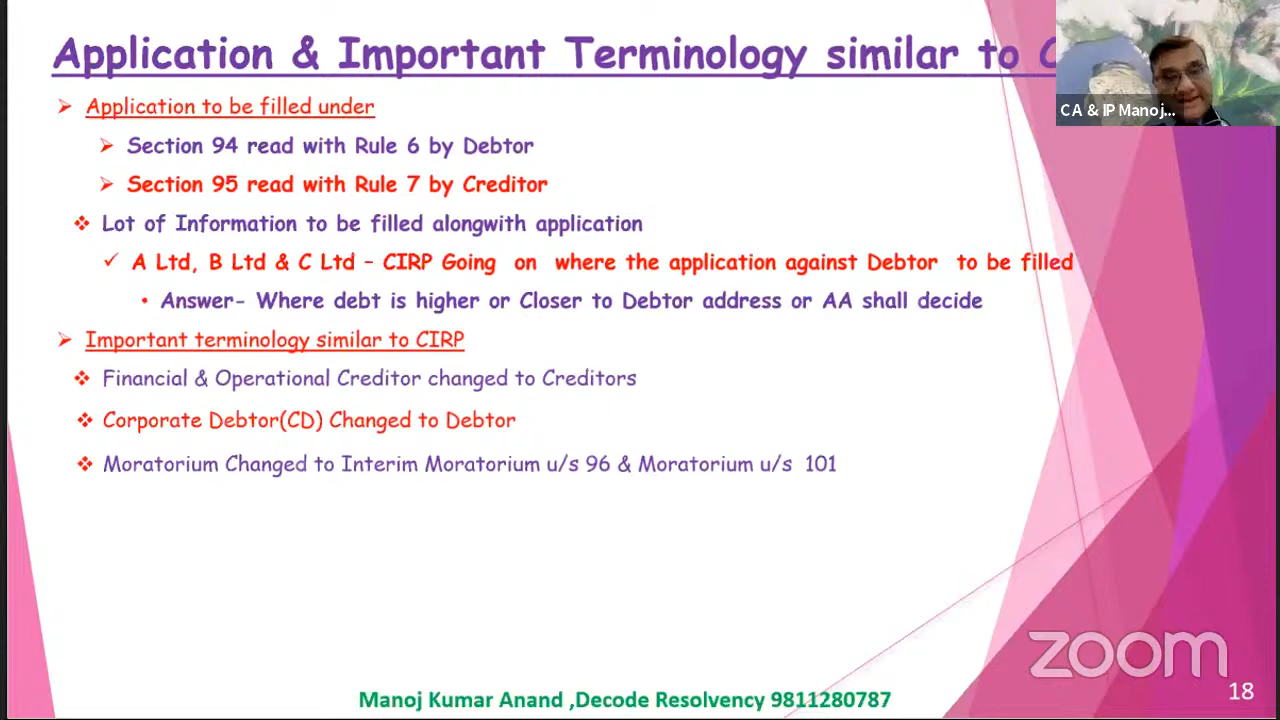 Application & Important Terminology similar to C
CA & IP Manoj...
Application to be filled under
Section 94 read with Rule 6 by Debtor
Section 95 read with Rule 7 by Creditor
Lot of Information to be filled alongwith application
A Ltd, B Ltd & C Ltd – CIRP Going on where the application against Debtor to be filled
Answer- Where debt is higher or Closer to Debtor address or AA shall decide
Important terminology similar to CIRP
Financial & Operational Creditor changed to Creditors
Corporate Debtor(CD) Changed to Debtor
Moratorium Changed to Interim Moratorium u/s 96 & Moratorium u/s 101
zoom
Manoj Kumar Anand ,Decode Resolvency 9811280787
18